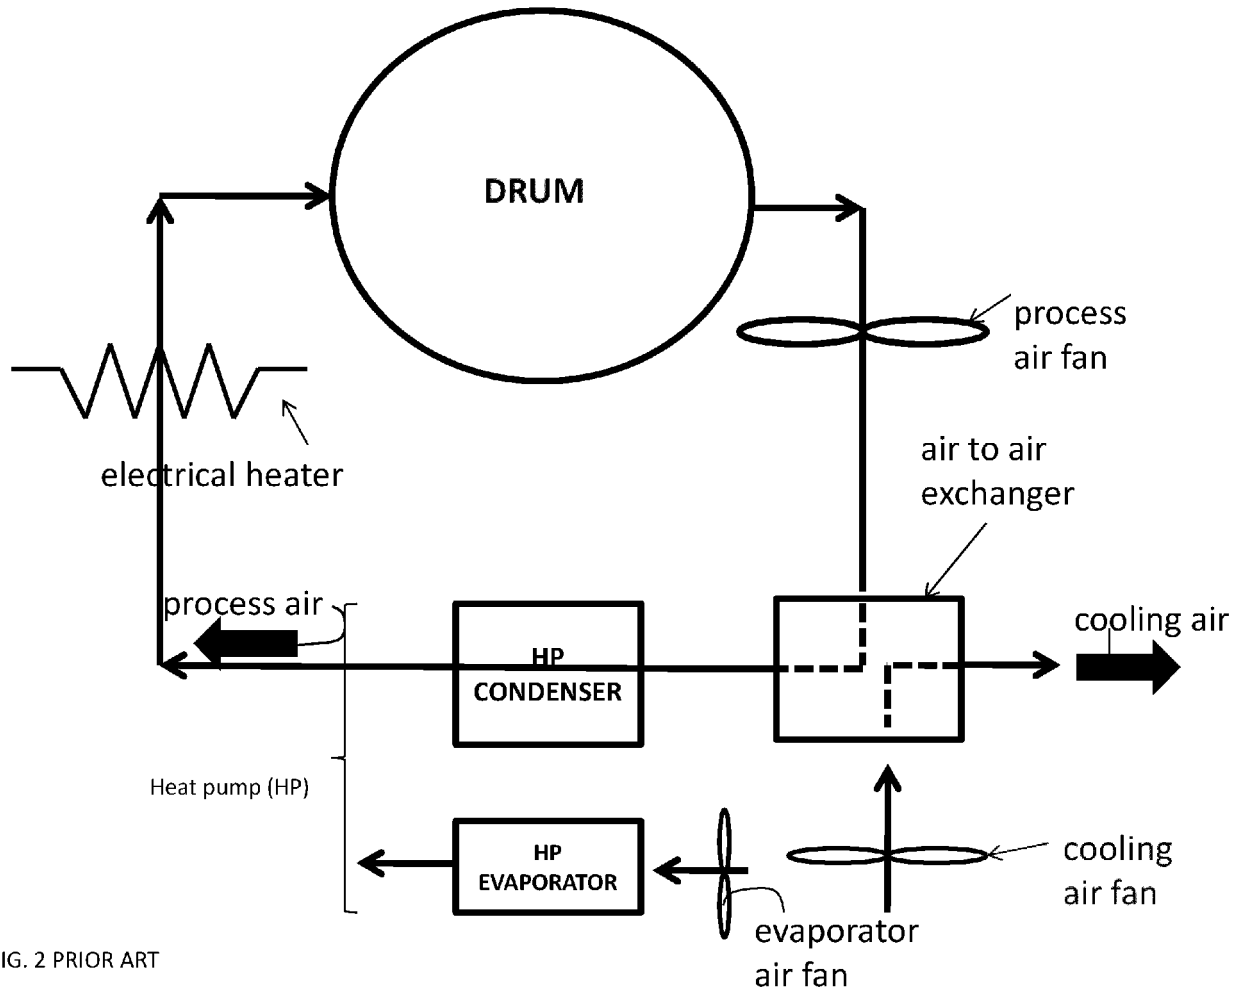 DRUM
process
air fan
electrical heater
air to air
exchanger
process air
cooling air
HP
CONDENSER
Heat pump (HP)
HP
EVAPORATOR
cooling
air fan
evaporator
air fan
IG. 2 PRIOR ART